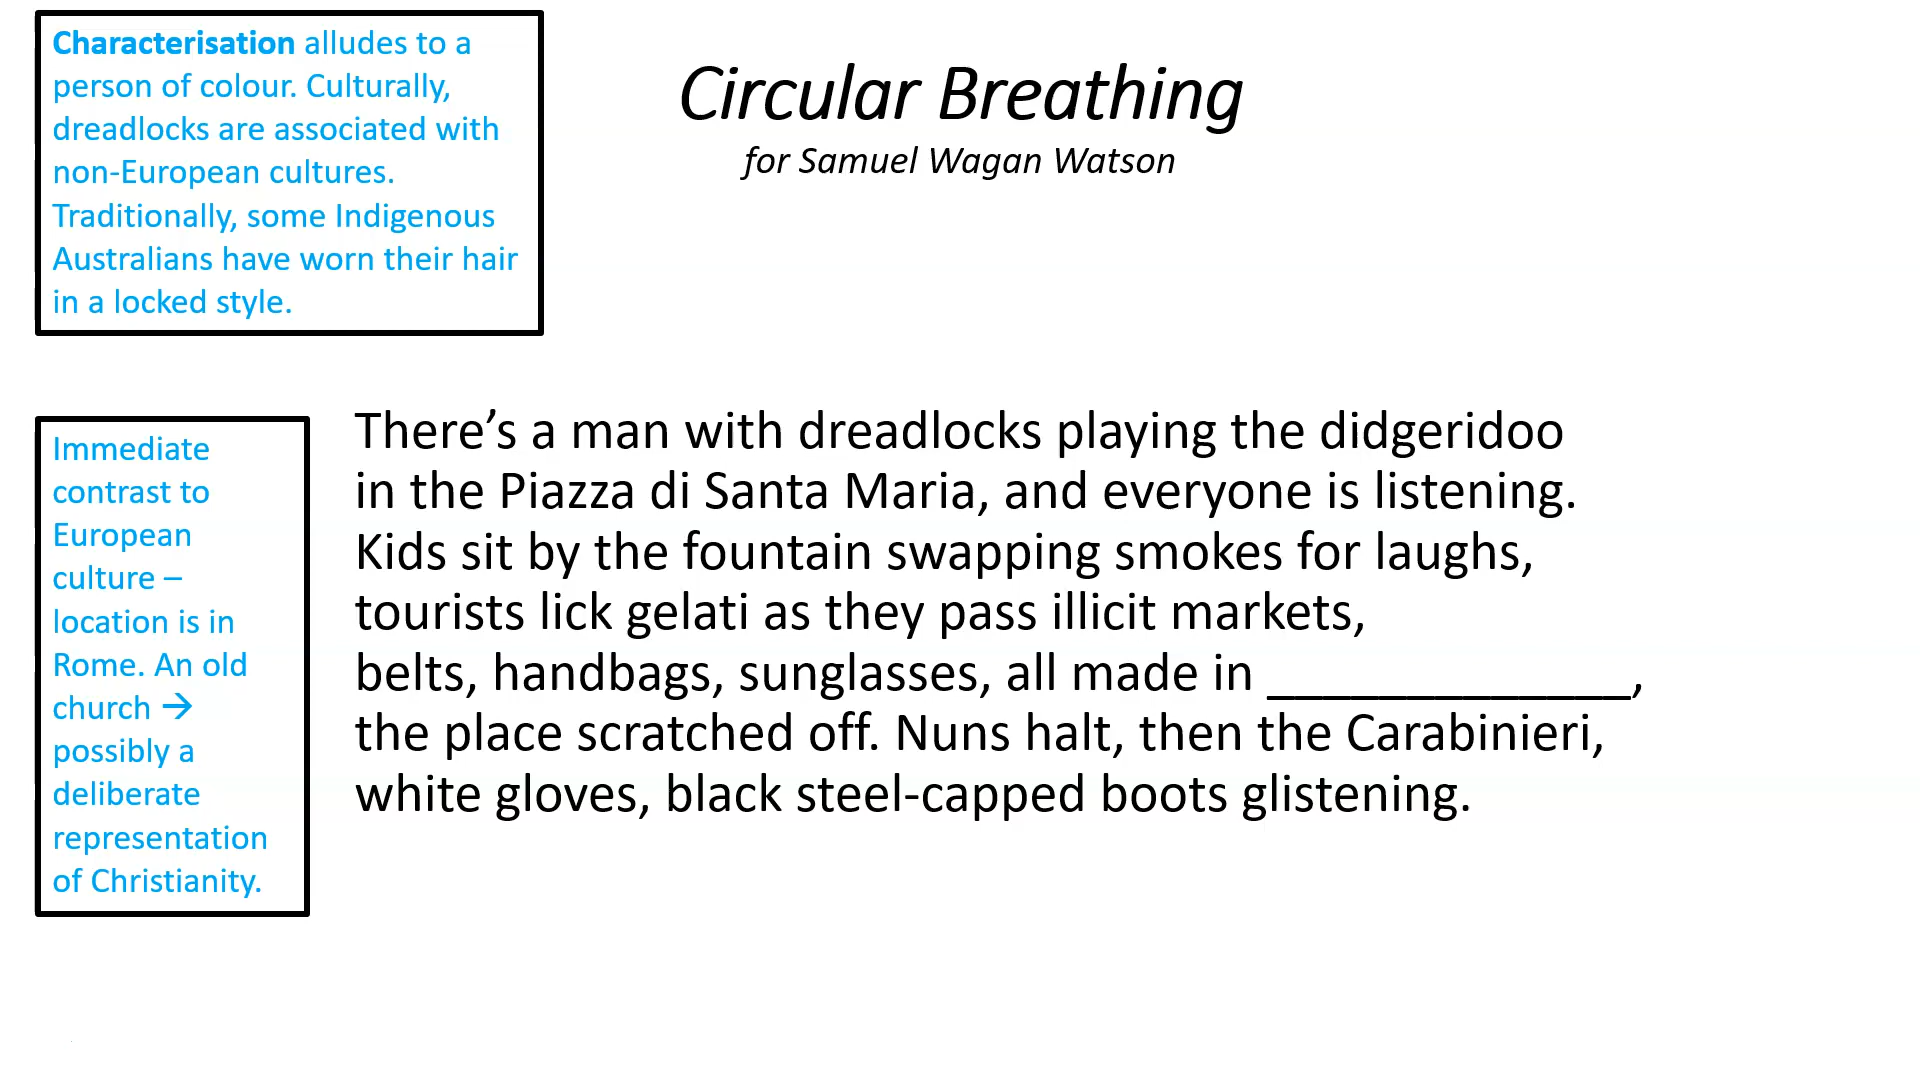 Characterisation alludes to a
person of colour. Culturally,
dreadlocks are associated with
non-European cultures.
Traditionally, some Indigenous
Australians have worn their hair
in a locked style.
Circular Breathing
for Samuel Wagan Watson
Immediate
contrast to
European
culture –
location is in
Rome. An old
church →
possibly a
deliberate
representation
of Christianity.
There’s a man with dreadlocks playing the didgeridoo
in the Piazza di Santa Maria, and everyone is listening.
Kids sit by the fountain swapping smokes for laughs,
tourists lick gelati as they pass illicit markets,
belts, handbags, sunglasses, all made in _____________,
the place scratched off. Nuns halt, then the Carabinieri,
white gloves, black steel-capped boots glistening.